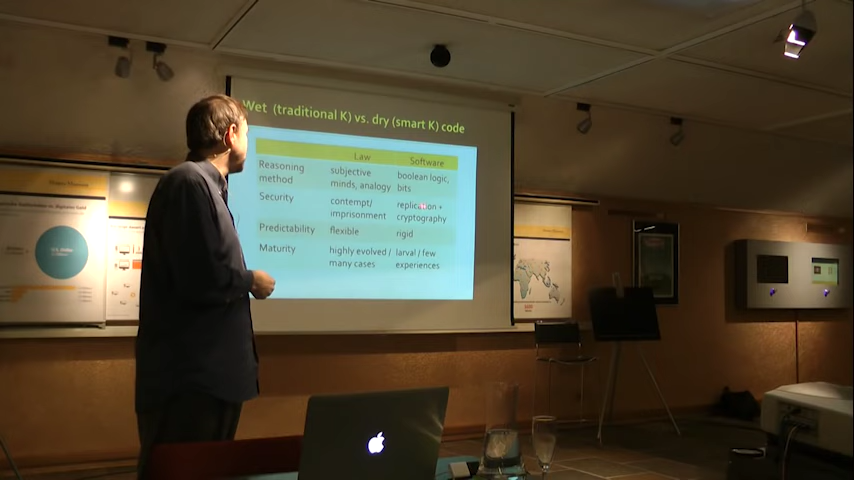 Wet (traditional K) vs. dry (smart K) code
Law Software
Reasoning method subjective minds, analogy boolean logic, bits
Security contempt/ imprisonment replication + cryptography
Predictability flexible rigid
Maturity highly evolved / many cases larval / few experiences